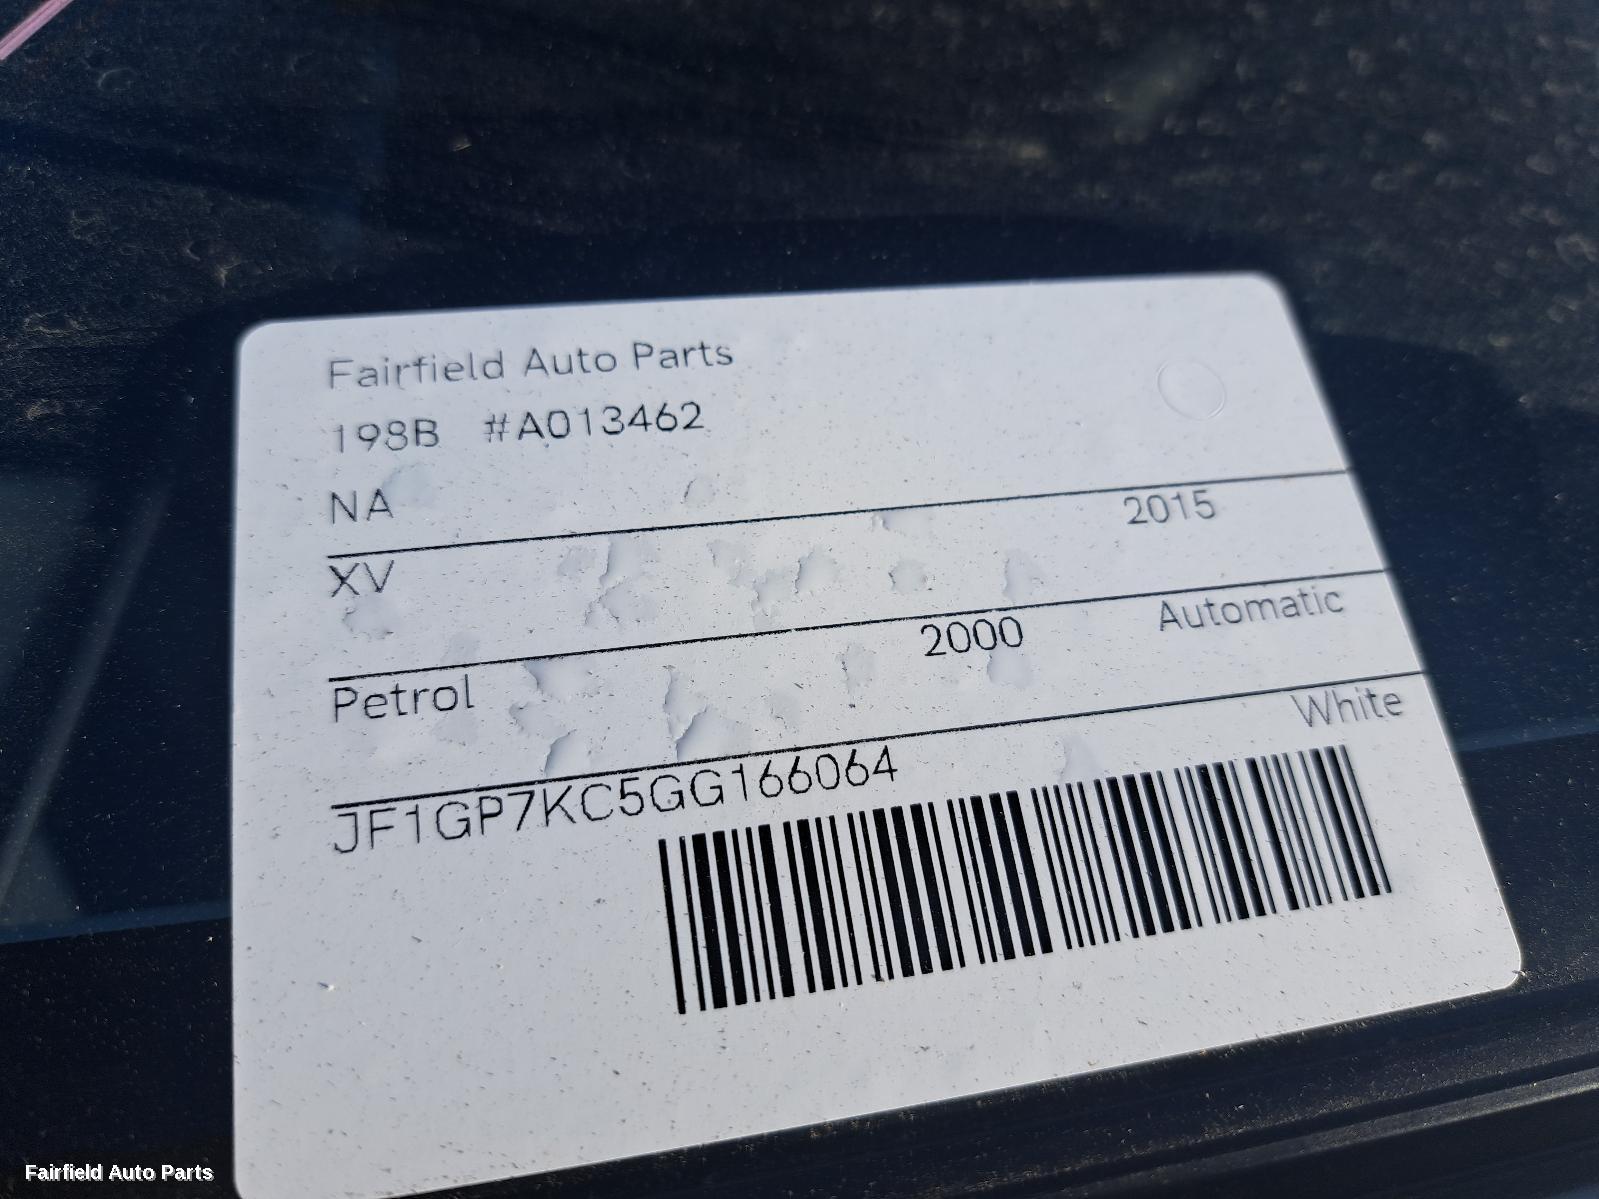 Fairfield Auto Parts
198B #A013462
NA
XV 2015
Petrol 2000 Automatic
JF1GP7KC5GG166064 White
Fairfield Auto Parts